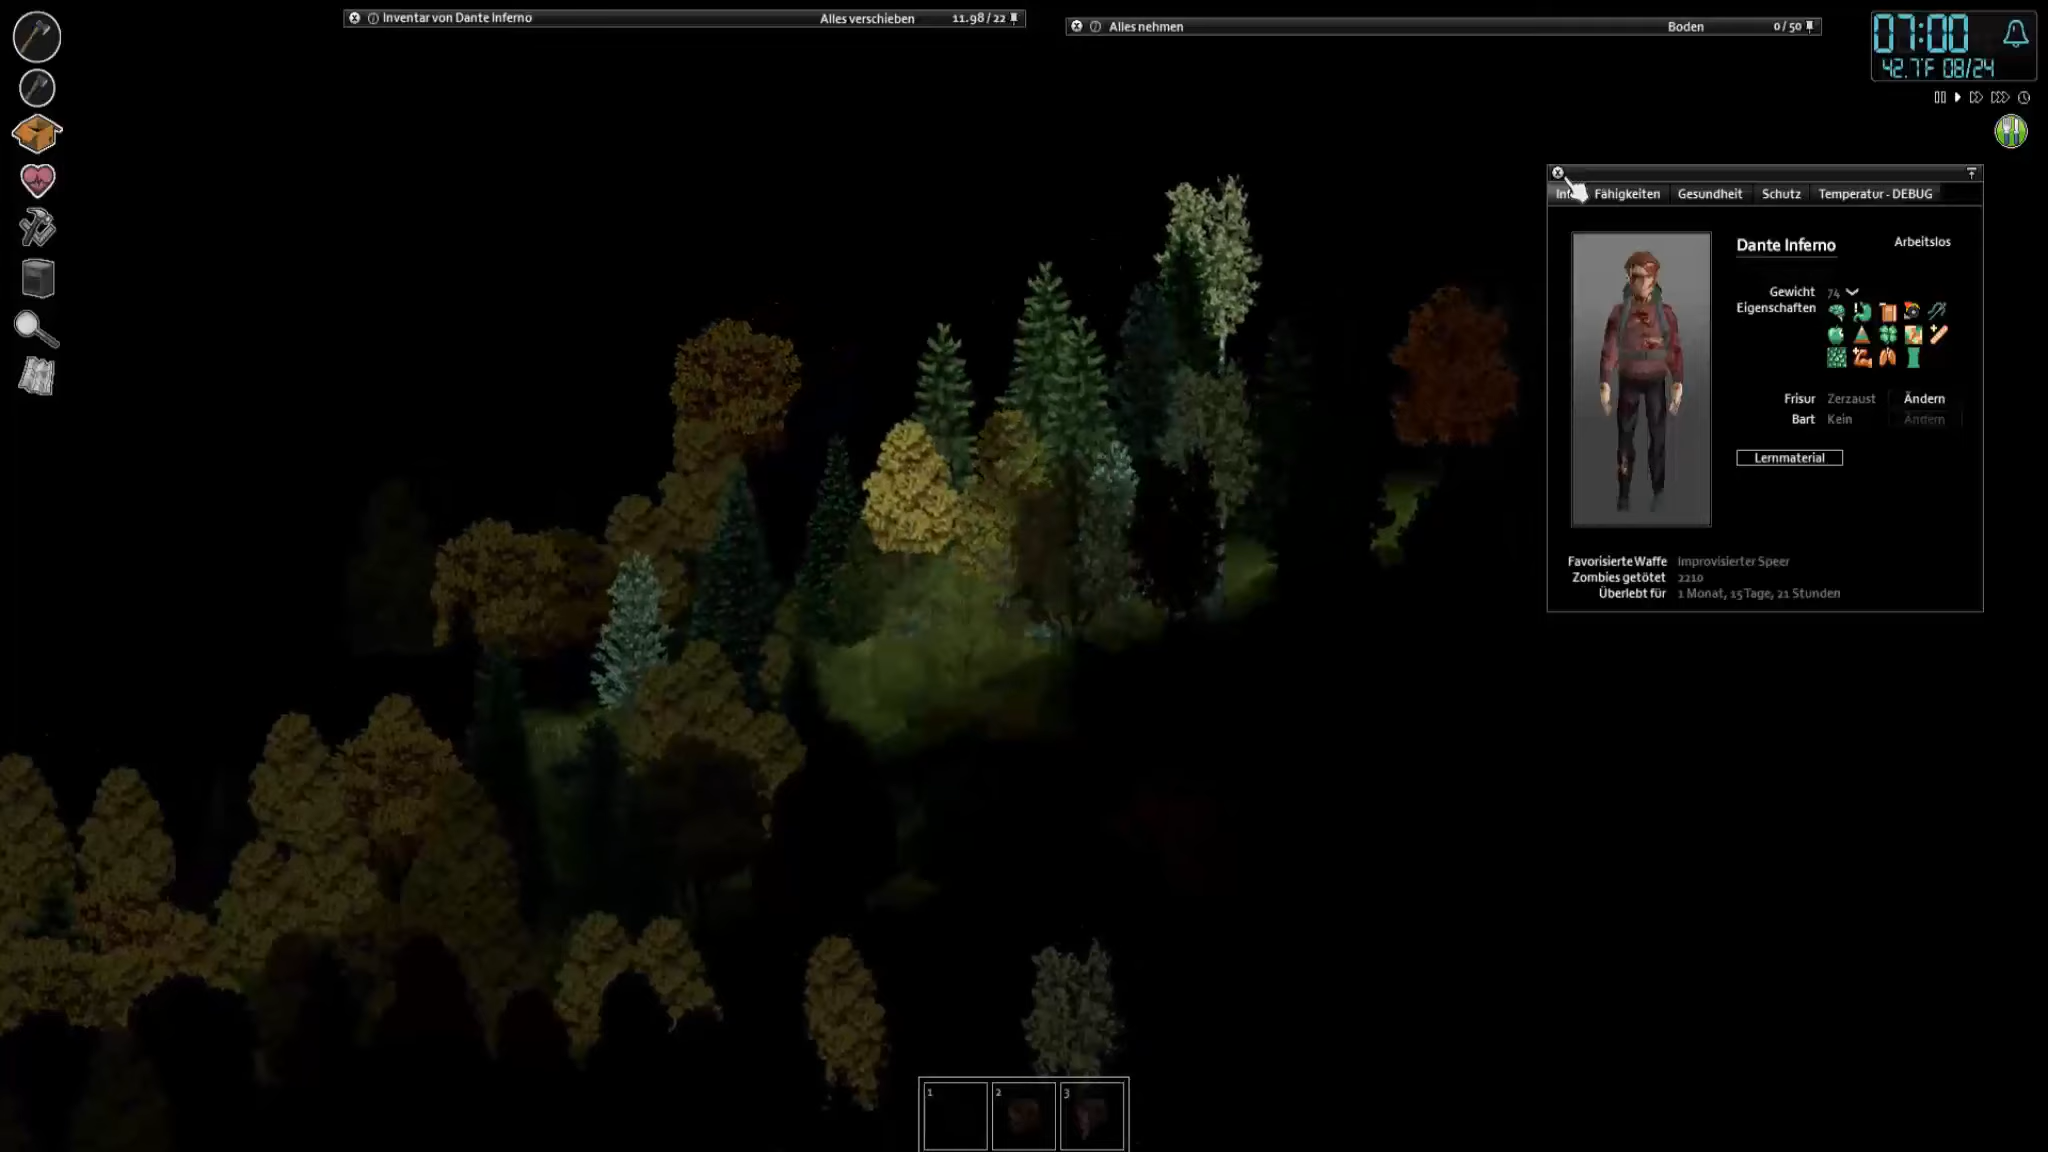 Inventar von Dante Inferno Alles verschieben 11.98 / 22
Alles nehmen Boden 0 / 50
07:00
42.7F 08/24
Fähigkeiten Gesundheit Schutz Temperatur - DEBUG
Dante Inferno Arbeitslos
Gewicht 74
Eigenschaften
Frisur Zerzaust Ändern
Bart Kein Ändern
Lernmaterial
Favorisierte Waffe Improvisierter Speer
Zombies getötet 2210
Überlebt für 1 Monat, 15 Tage, 21 Stunden
1 2 3